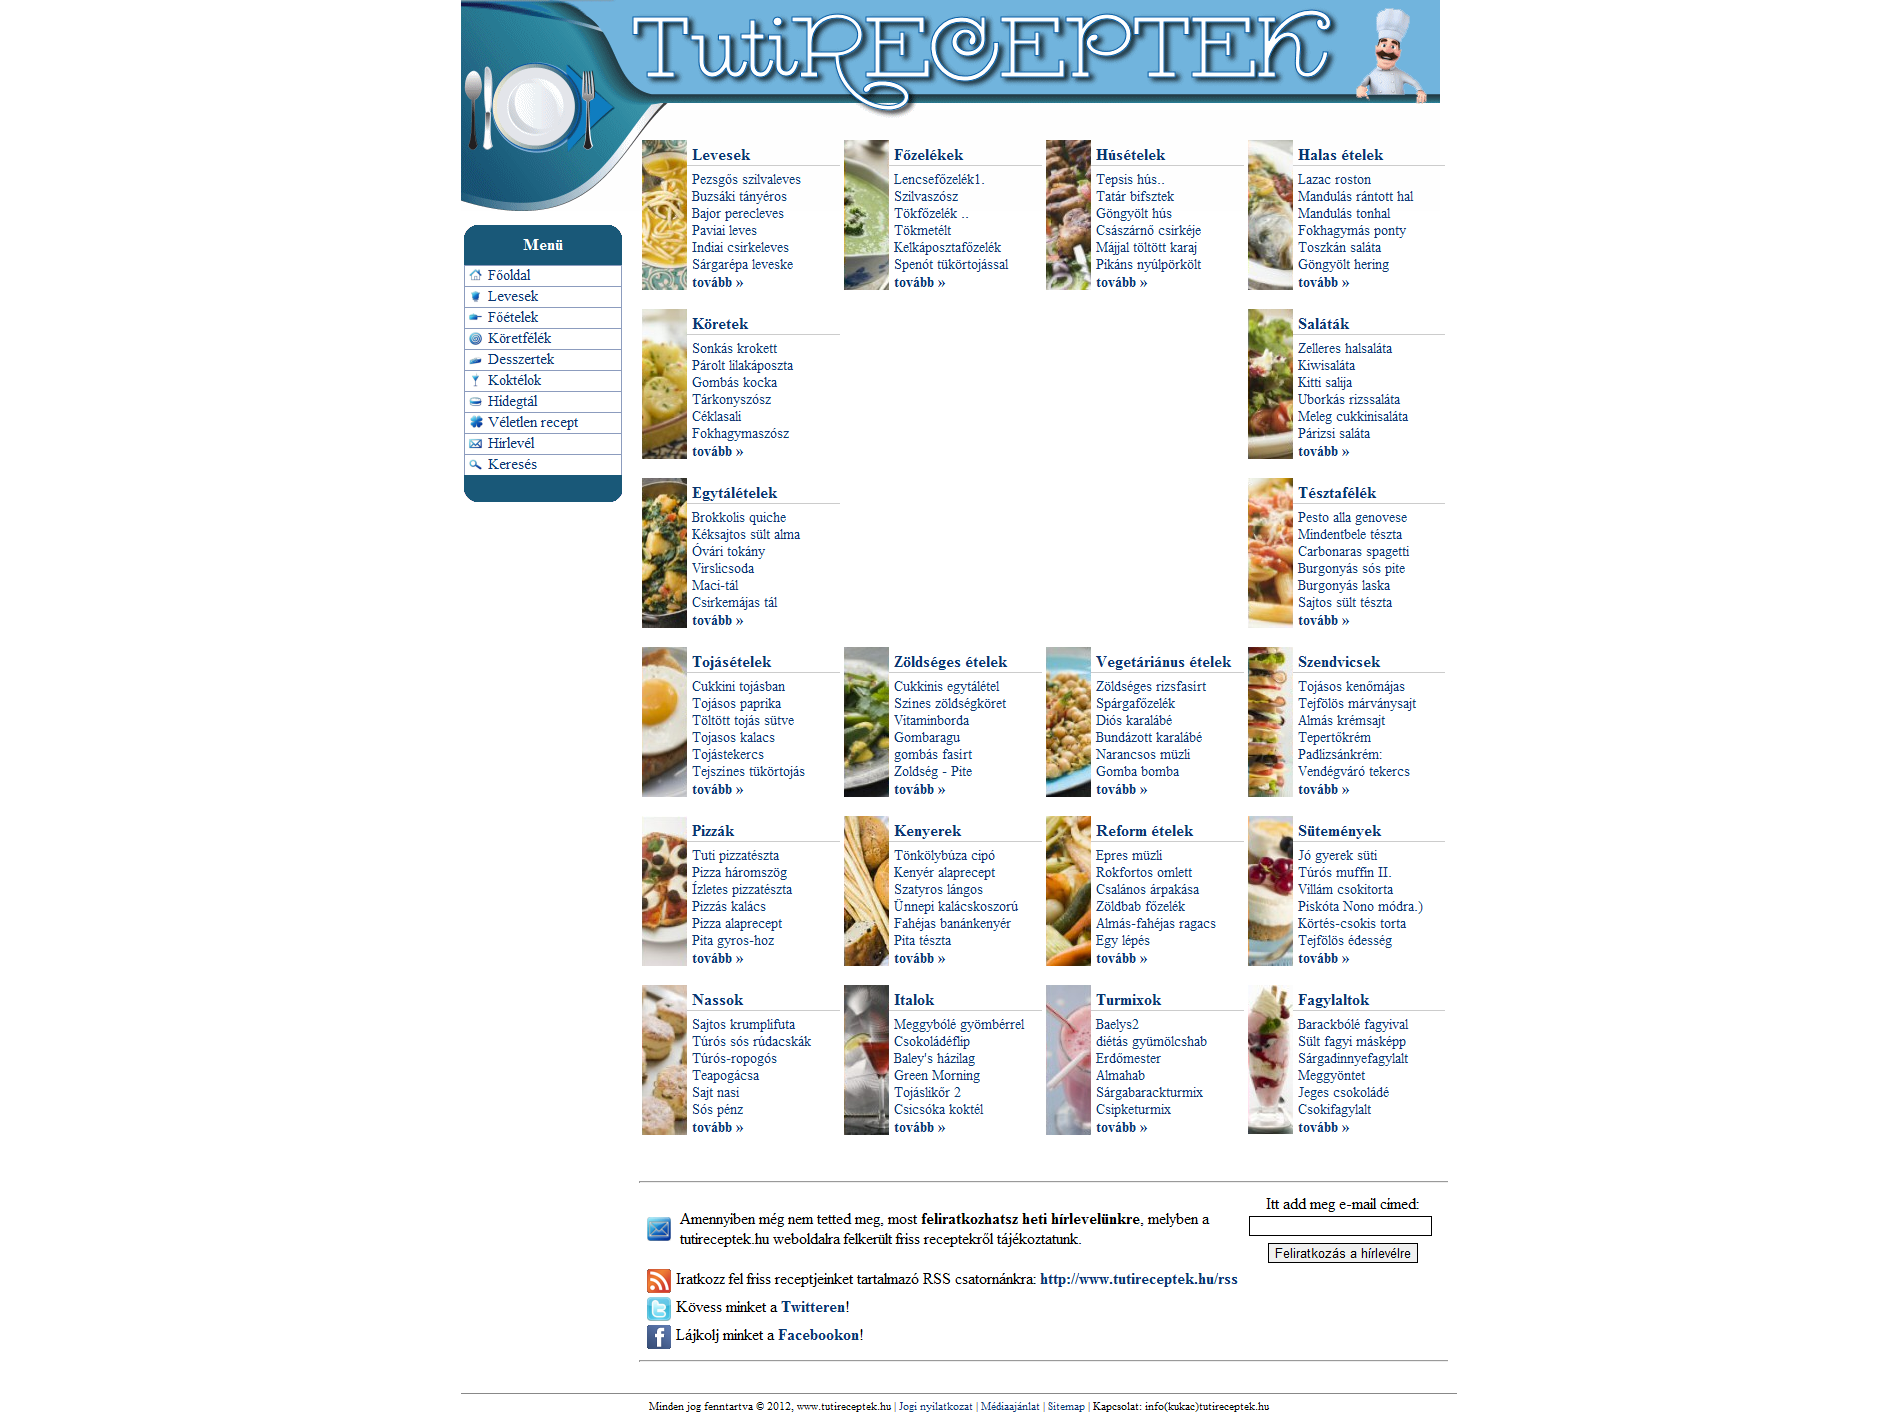 TutiRECEPTEK
Menü
Főoldal
Levesek
Főételek
Köretfélék
Desszertek
Koktélok
Hidegtál
Véletlen recept
Hírlevél
Keresés
Levesek
Pezsgős szilvaleves
Buzsáki tányéros
Bajor perecleves
Paviai leves
Indiai csirkeleves
Sárgarépa leveske
tovább »
Főzelékek
Lencsefőzelék1.
Szilvaszósz
Tökfőzelék ..
Tökmetélt
Kelkáposztafőzelék
Spenót tükörtojással
tovább »
Húsételek
Tepsis hús..
Tatár bifsztek
Göngyölt hús
Császárnő csirkéje
Májjal töltött karaj
Pikáns nyúlpörkölt
tovább »
Halas ételek
Lazac roston
Mandulás rántott hal
Mandulás tonhal
Fokhagymás ponty
Toszkán saláta
Göngyölt hering
tovább »
Köretek
Sonkás krokett
Párolt lilakáposzta
Gombás kocka
Tárkonyszósz
Céklasali
Fokhagymaszósz
tovább »
Saláták
Zelleres halsaláta
Kiwisaláta
Kitti salija
Uborkás rizssaláta
Meleg cukkinisaláta
Párizsi saláta
tovább »
Egytálételek
Brokkolis quiche
Kéksajtos sült alma
Óvári tokány
Virslicsoda
Maci-tál
Csirkemájas tál
tovább »
Tésztafélék
Pesto alla genovese
Mindentbele tészta
Carbonaras spagetti
Burgonyás sós pite
Burgonyás laska
Sajtos sült tészta
tovább »
Tojásételek
Cukkini tojásban
Tojásos paprika
Töltött tojás sütve
Tojasos kalacs
Tojástekercs
Tejszines tükörtojás
tovább »
Zöldséges ételek
Cukkinis egytálétel
Színes zöldségköret
Vitaminborda
Gombaragu
gombás fasirt
Zoldség - Pite
tovább »
Vegetáriánus ételek
Zöldséges rizsfasírt
Spárgafőzelék
Diós karalábé
Bundázott karalábé
Narancsos müzli
Gomba bomba
tovább »
Szendvicsek
Tojásos kenőmájas
Tejfölös márványsajt
Almás krémsajt
Tepertőkrém
Padlizsánkrém:
Vendégváró tekercs
tovább »
Pizzák
Tuti pizzatészta
Pizza háromszög
Ízletes pizzatészta
Pizzás kalács
Pizza alaprecept
Pita gyros-hoz
tovább »
Kenyerek
Tönkölybúza cipó
Kenyér alaprecept
Szatyros lángos
Ünnepi kalácskoszorú
Fahéjas banánkenyér
Pita tészta
tovább »
Reform ételek
Epres müzli
Rokfortos omlett
Csalános árpakása
Zöldbab főzelék
Almás-fahéjas ragacs
Egy lépés
tovább »
Sütemények
Jó gyerek süti
Túrós muffin II.
Villám csokitorta
Piskóta Nono módra.)
Körtés-csokis torta
Tejfölös édesség
tovább »
Nassok
Sajtos krumplifuta
Túrós sós rúdacskák
Túrós-ropogós
Teapogácsa
Sajt nasi
Sós pénz
tovább »
Italok
Meggybólé gyömbérrel
Csokoládéflip
Baley's házilag
Green Morning
Tojáslikőr 2
Csicsóka koktél
tovább »
Turmixok
Baelys2
diétás gyümölcshab
Erdőmester
Almahab
Sárgabarackturmix
Csipketurmix
tovább »
Fagylaltok
Barackbólé fagyival
Sült fagyi másképp
Sárgadinnyefagylalt
Meggyöntet
Jeges csokoládé
Csokifagylalt
tovább »
Amennyiben még nem tetted meg, most feliratkozhatsz heti hírlevelünkre, melyben a
tutireceptek.hu weboldalra felkerült friss receptekről tájékoztatunk.
Itt add meg e-mail címed:
Feliratkozás a hírlevélre
Iratkozz fel friss receptjeinket tartalmazó RSS csatornánkra: http://www.tutireceptek.hu/rss
Kövess minket a Twitteren!
Lájkolj minket a Facebookon!
Minden jog fenntartva © 2012, www.tutireceptek.hu | Jogi nyilatkozat | Médiaajánlat | Sitemap | Kapcsolat: info(kukac)tutireceptek.hu